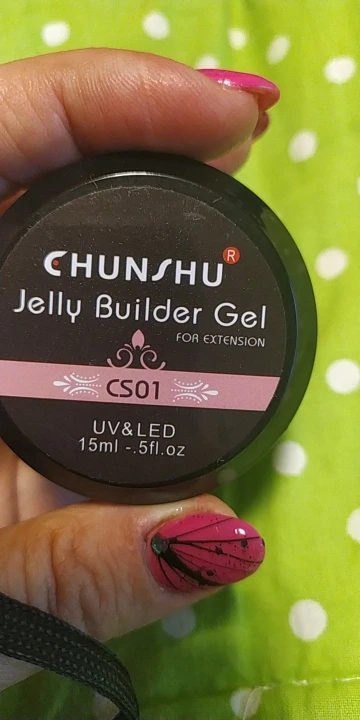 CHUNSHU®
Jelly Builder Gel
FOR EXTENSION
CS01
UV&LED
15ml -.5fl.oz